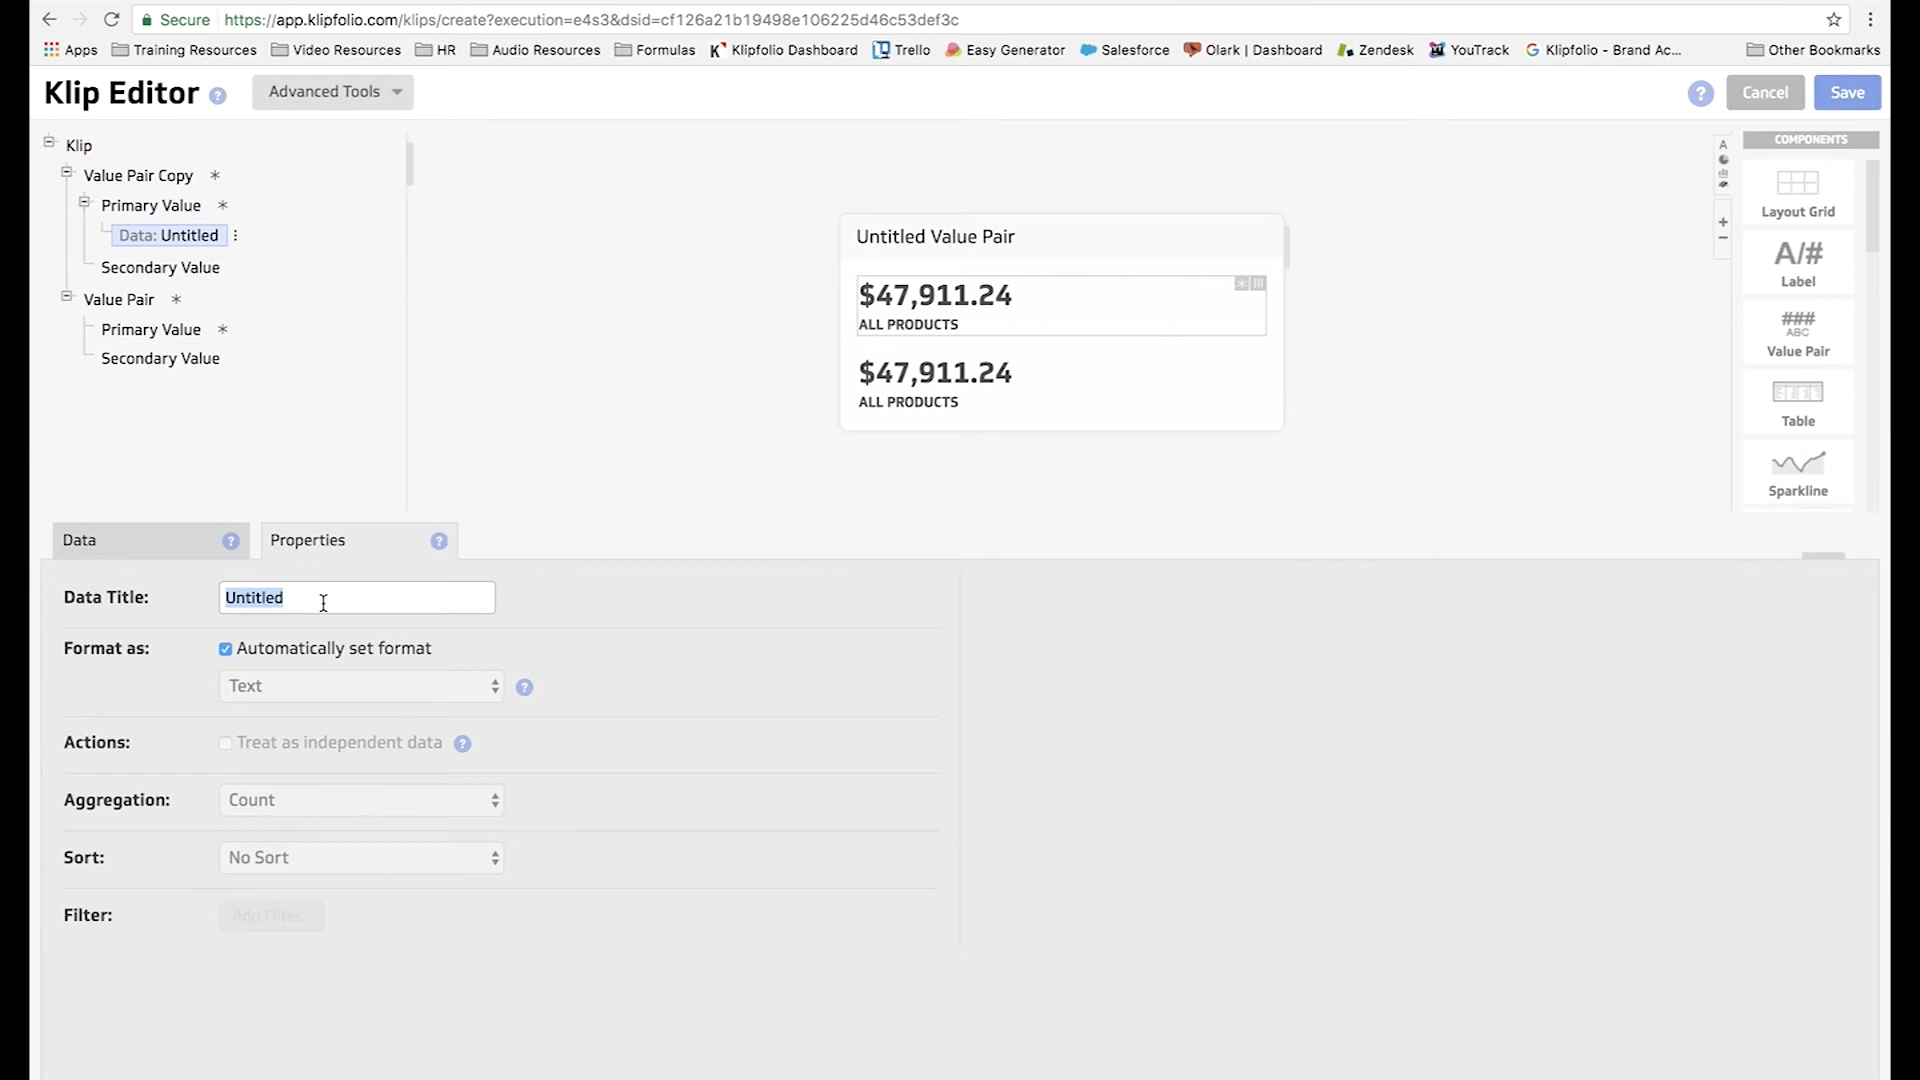 Secure https://app.klipfolio.com/klips/create?execution=e4s3&dsid=cf126a21b19498e106225d46c53def3c
Apps Training Resources Video Resources HR Audio Resources Formulas Klipfolio Dashboard Trello Easy Generator Salesforce Olark | Dashboard Zendesk YouTrack Klipfolio - Brand Ac... Other Bookmarks
Klip Editor ? Advanced Tools ? Cancel Save
Klip
Value Pair Copy *
Primary Value *
Data: Untitled
Secondary Value
Value Pair *
Primary Value *
Secondary Value
Untitled Value Pair
$47,911.24
ALL PRODUCTS
$47,911.24
ALL PRODUCTS
A
+
−
COMPONENTS
Layout Grid
A/#
Label
###
ABC
Value Pair
Table
Sparkline
Data ? Properties ?
Data Title: Untitled
Format as: Automatically set format
Text ?
Actions: Treat as independent data ?
Aggregation: Count
Sort: No Sort
Filter: Add Filter...